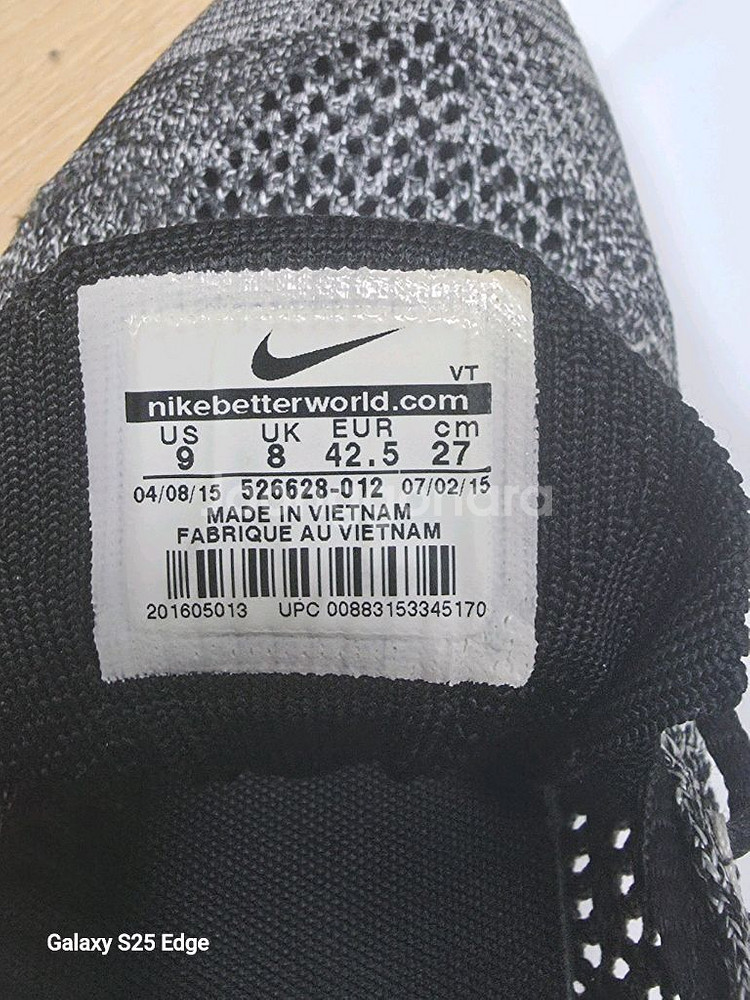 VT
nikebetterworld.com
US UK EUR cm
9 8 42.5 27
04/08/15 526628-012 07/02/15
MADE IN VIETNAM
FABRIQUE AU VIETNAM
201605013 UPC 00883153345170
Galaxy S25 Edge